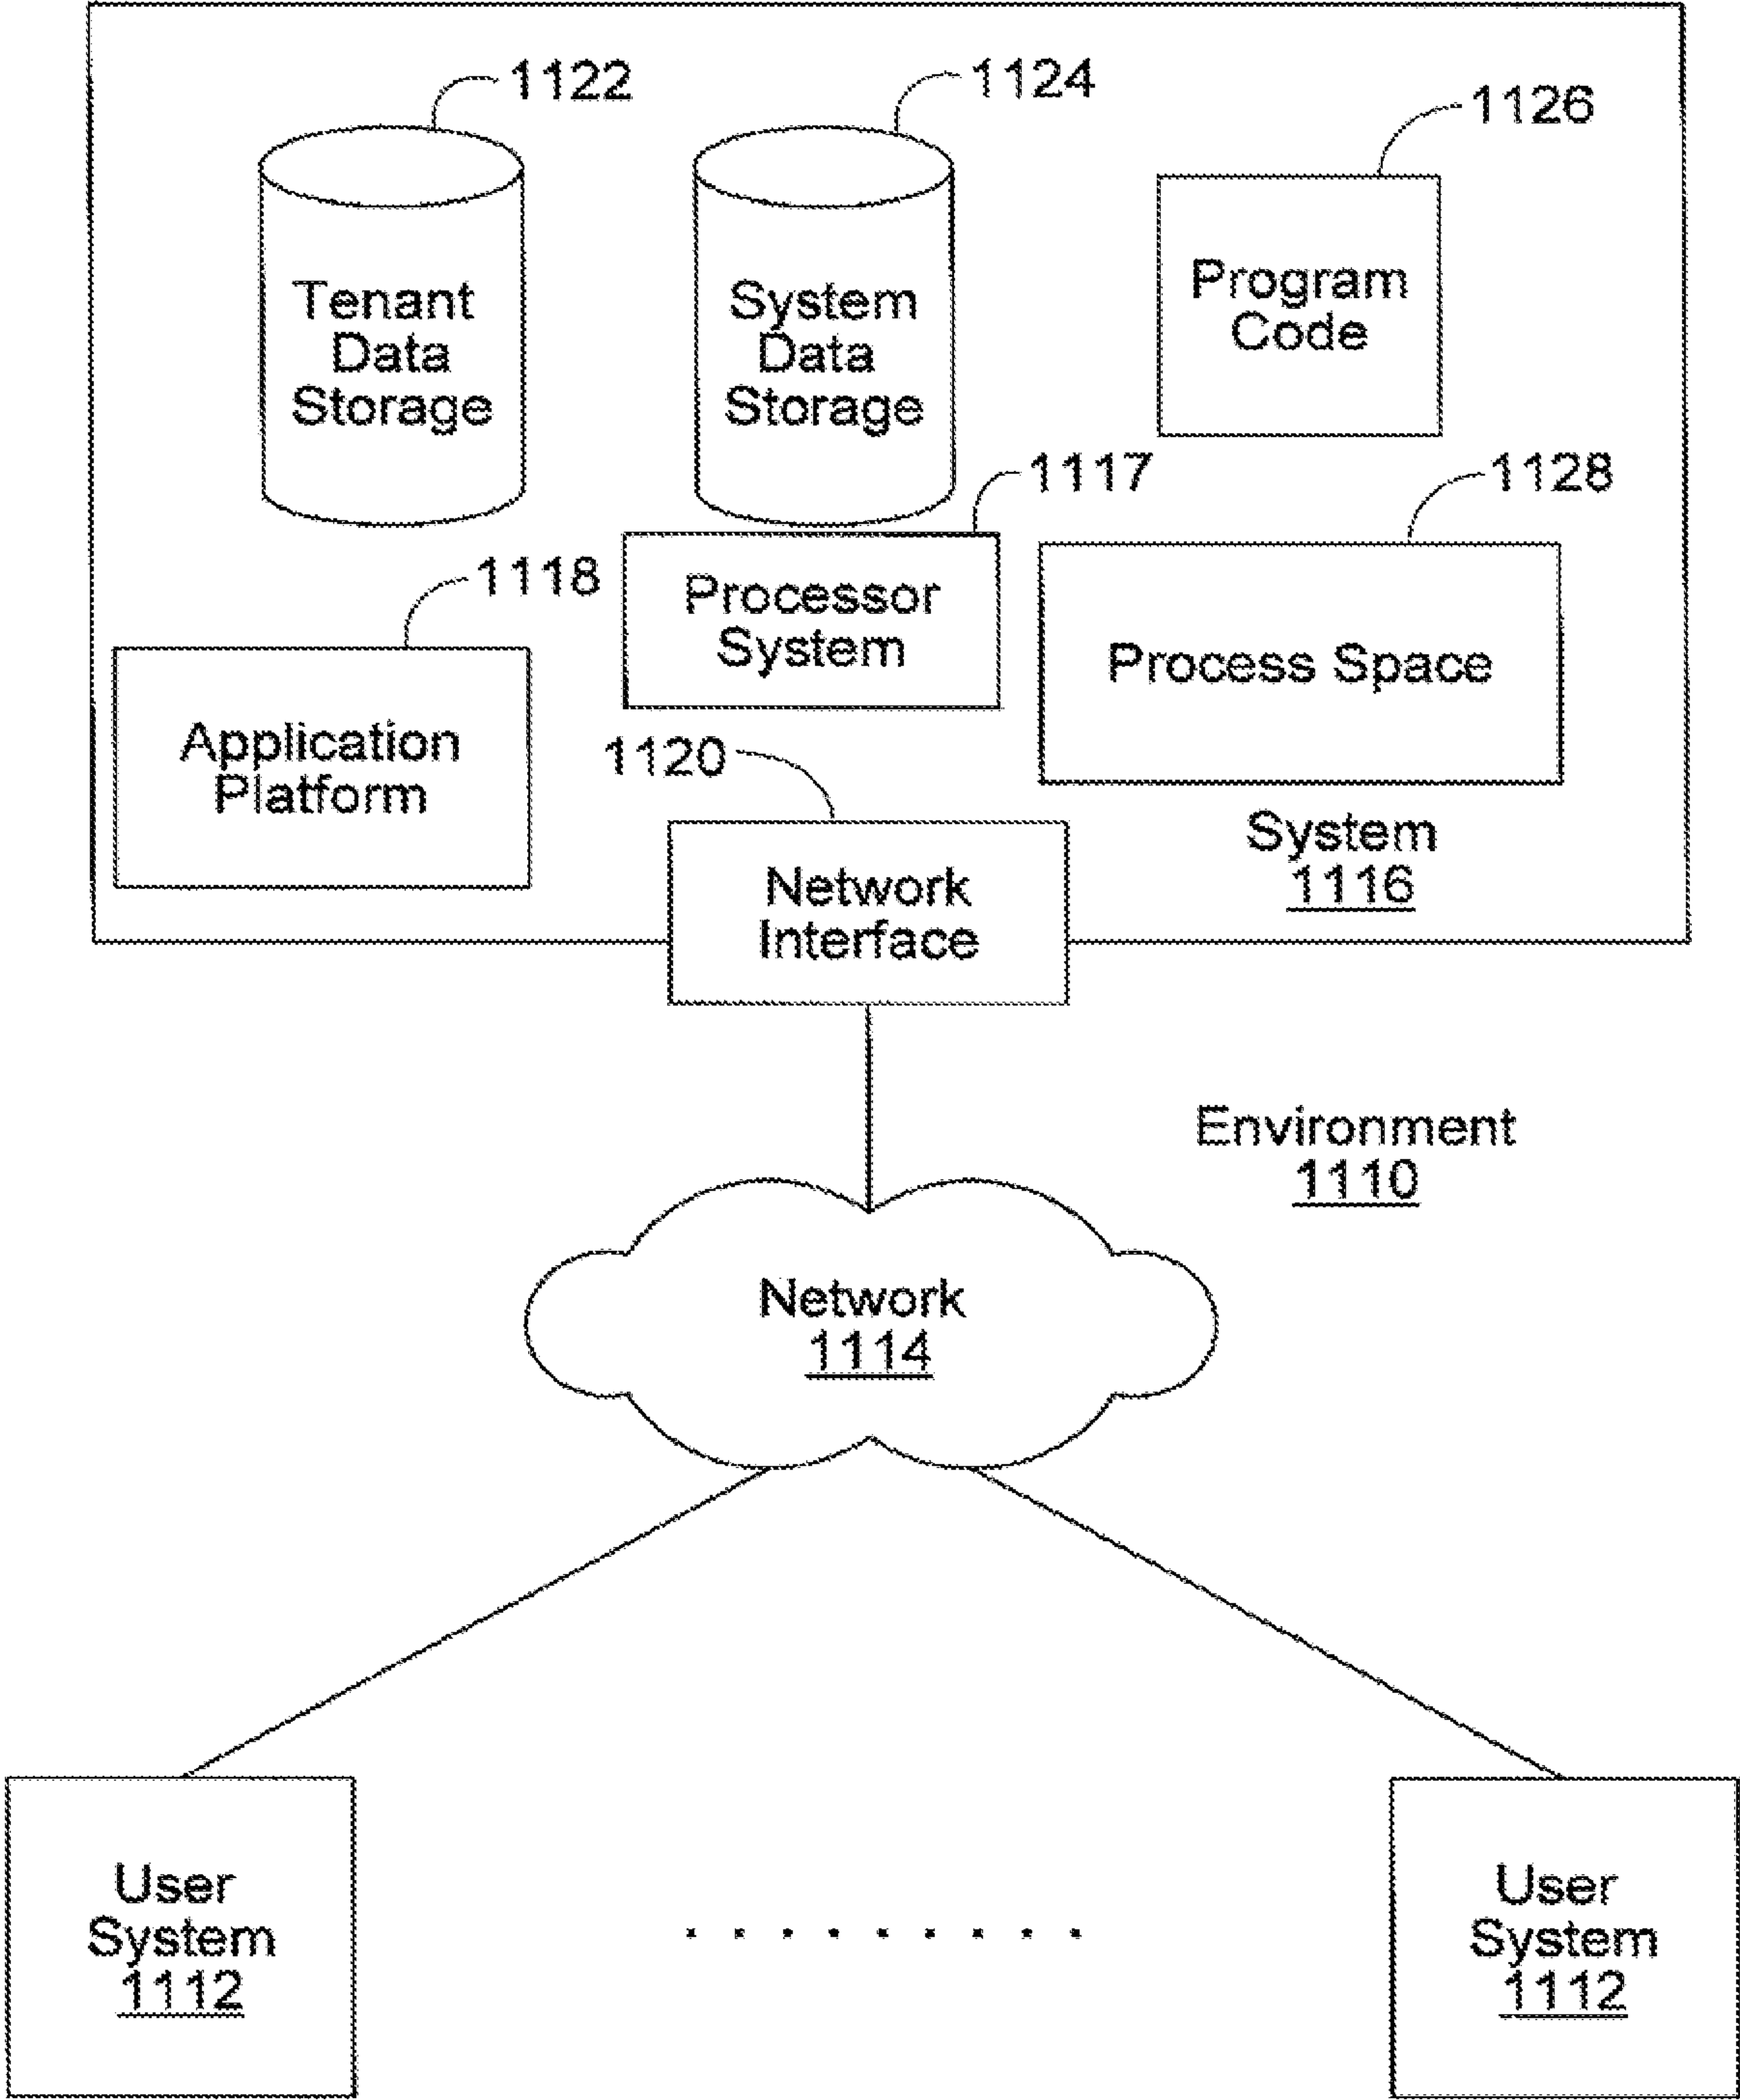 1122
1124
1126
Tenant
Data
Storage
System
Data
Storage
Program
Code
1117
1128
1118
Processor
System
Process Space
Application
Platform
1120
System
1116
Network
Interface
Environment
1110
Network
1114
User
System
1112
. . . . . . . . .
User
System
1112